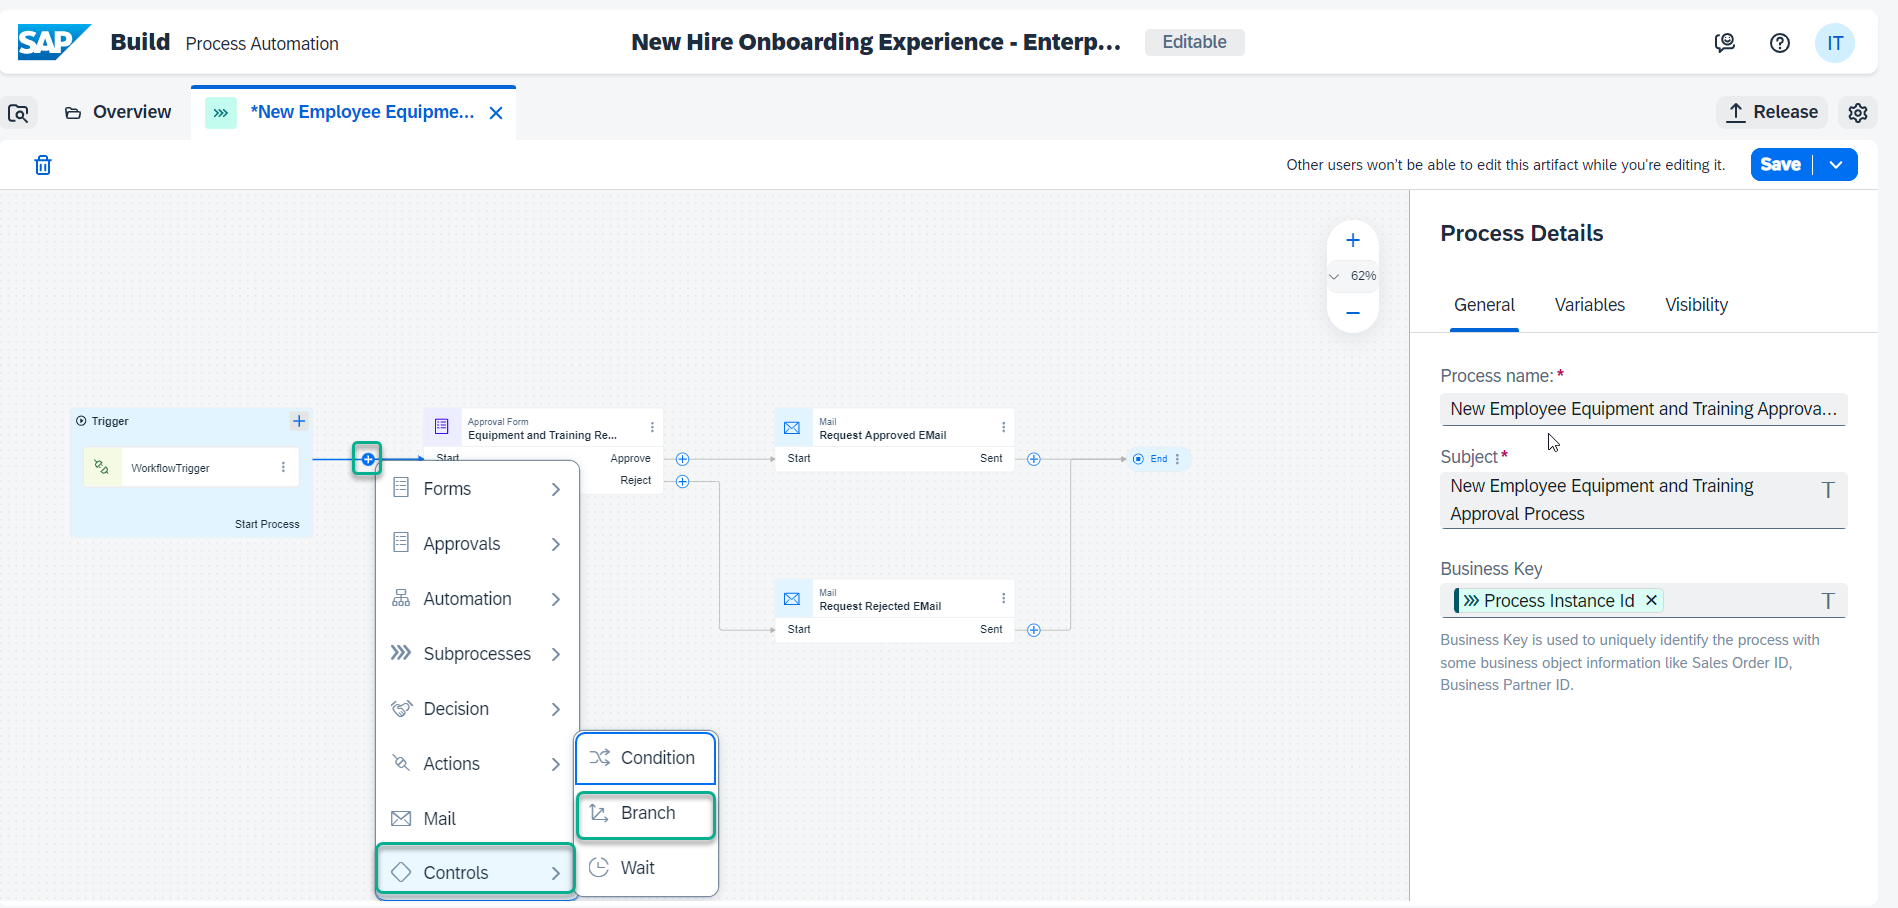 SAP Build Process Automation
New Hire Onboarding Experience - Enterp...
Editable
IT
Overview
*New Employee Equipme...
Release
Other users won't be able to edit this artifact while you're editing it.
Save
62%
Trigger
WorkflowTrigger
Start Process
Approval Form
Equipment and Training Re...
Start
Approve
Reject
Mail
Request Approved EMail
Start
Sent
End
Mail
Request Rejected EMail
Start
Sent
Forms
Approvals
Automation
Subprocesses
Decision
Actions
Mail
Controls
Condition
Branch
Wait
Process Details
General
Variables
Visibility
Process name:*
New Employee Equipment and Training Approva...
Subject*
New Employee Equipment and Training
Approval Process
T
Business Key
Process Instance Id
T
Business Key is used to uniquely identify the process with
some business object information like Sales Order ID,
Business Partner ID.